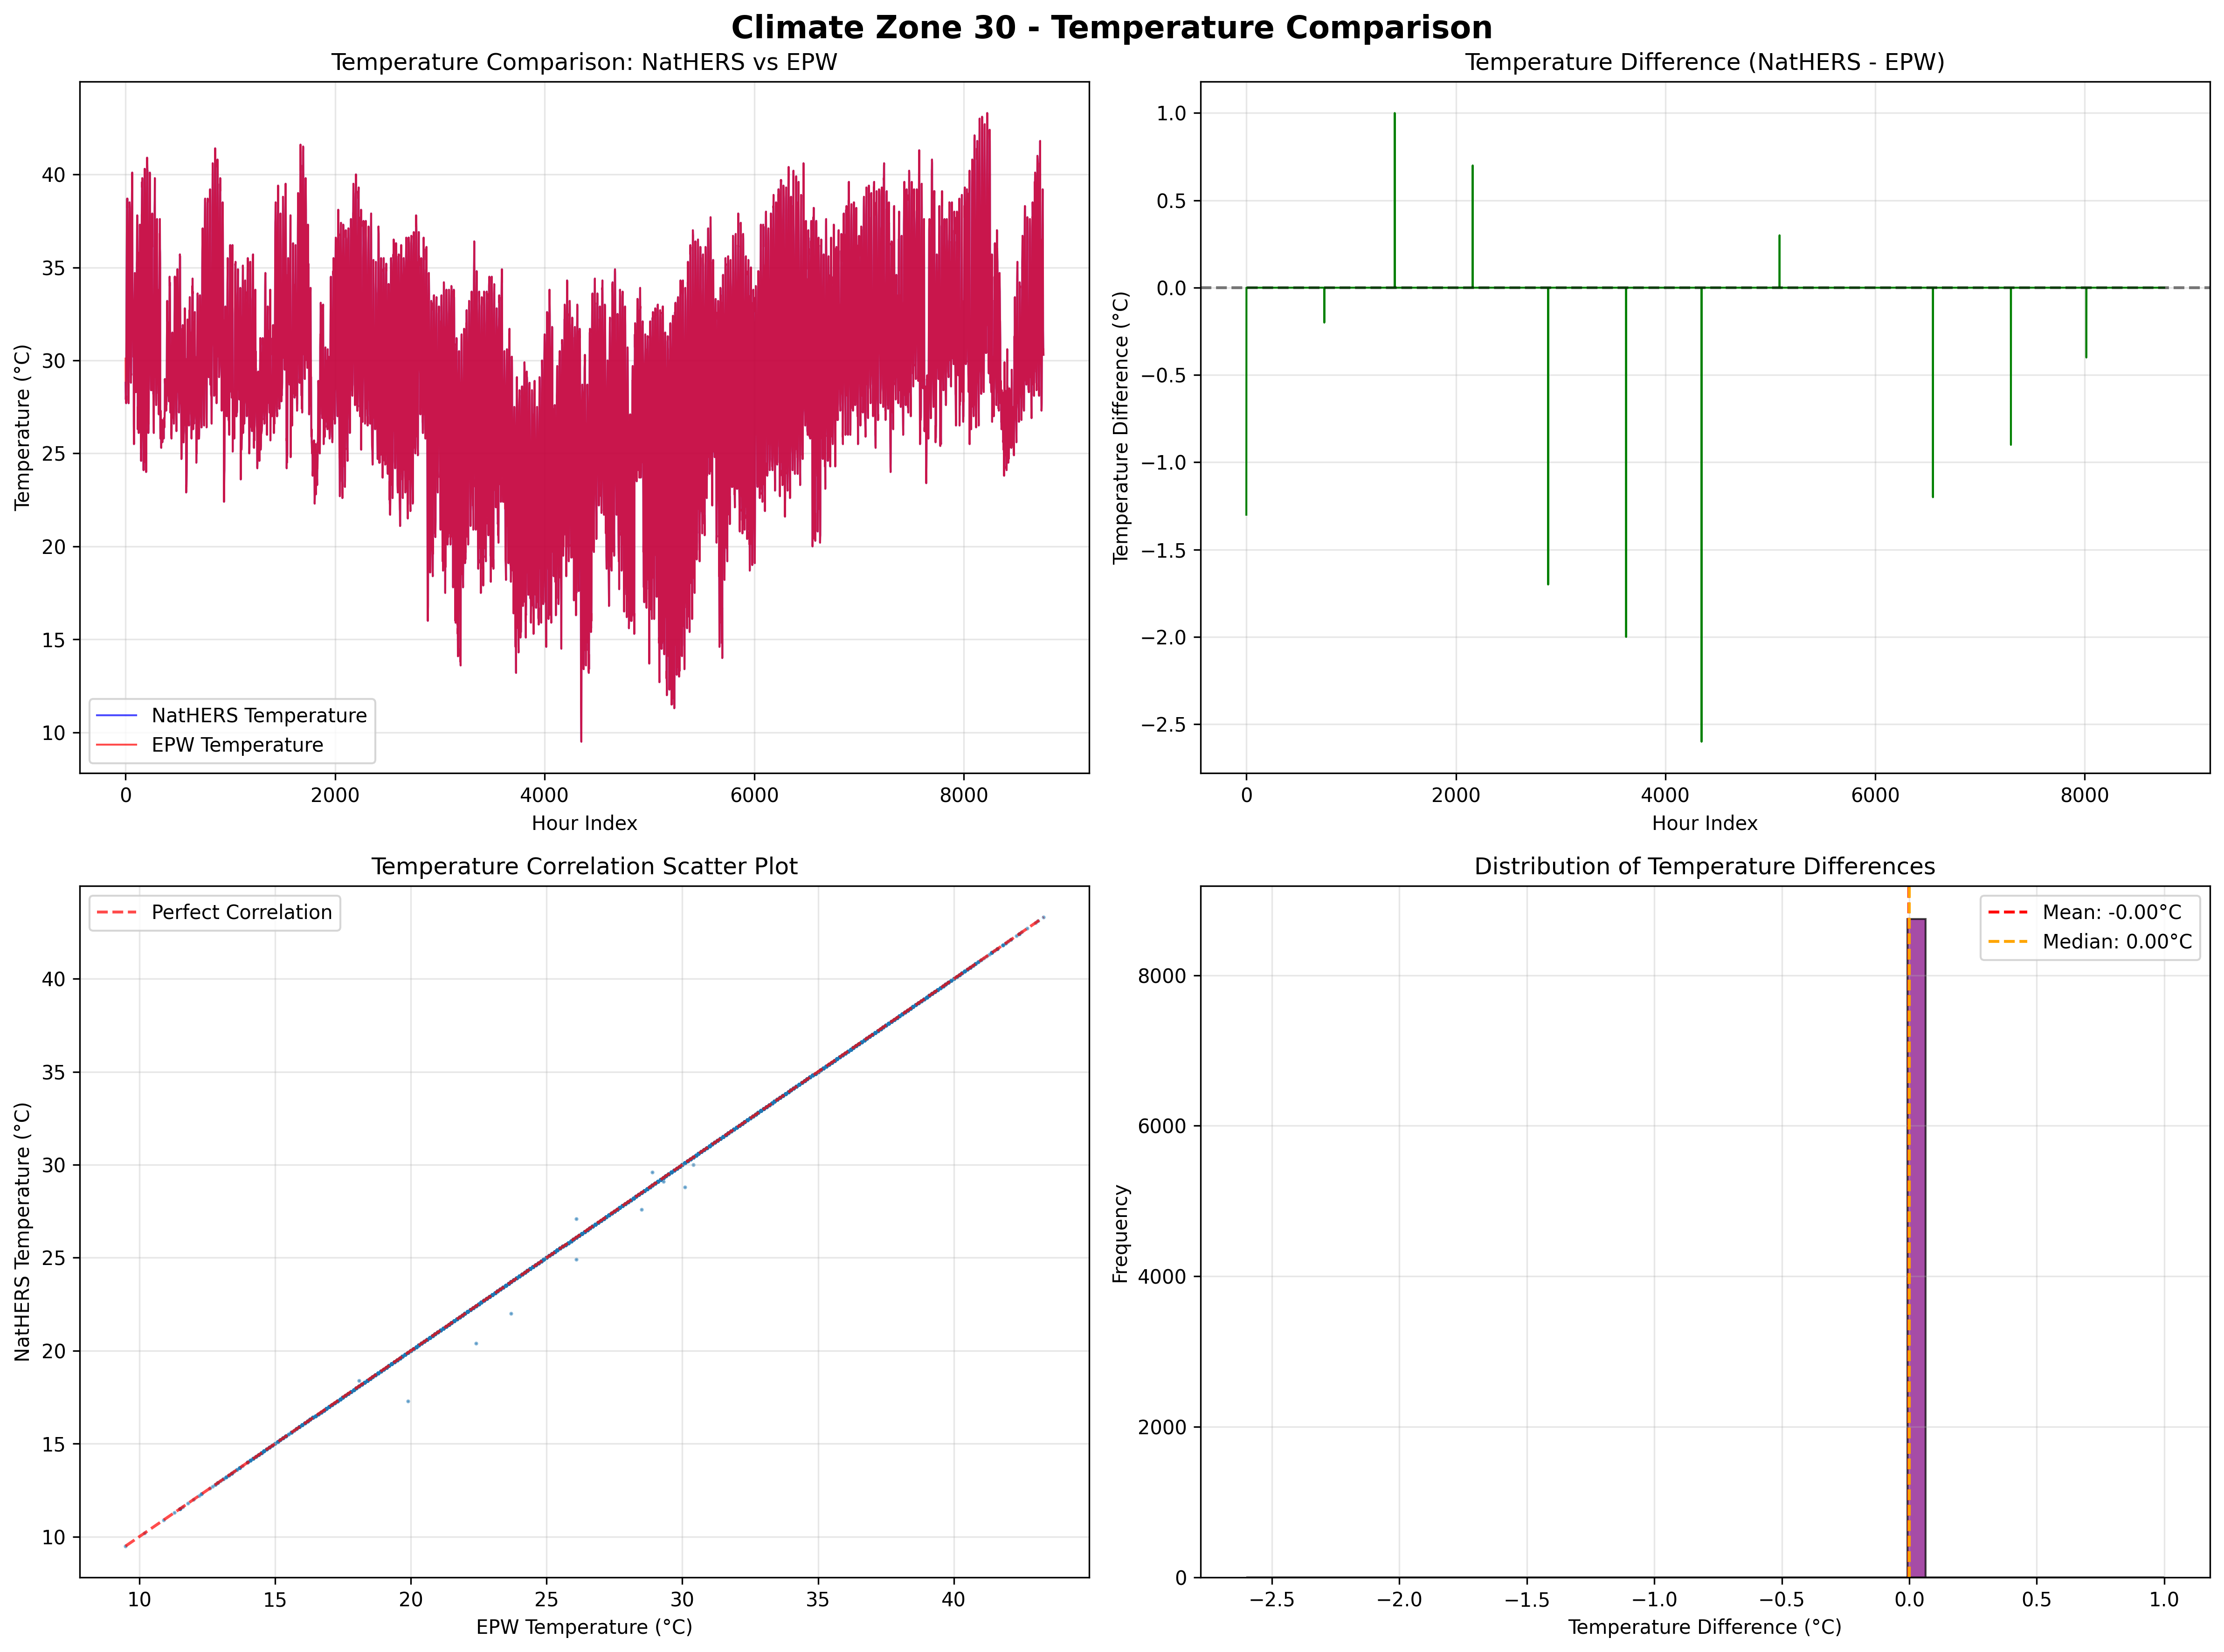 Climate Zone 30 - Temperature Comparison
Temperature Comparison: NatHERS vs EPW
Temperature (°C)
40
35
30
25
20
15
10
NatHERS Temperature
EPW Temperature
0 2000 4000 6000 8000
Hour Index
Temperature Difference (NatHERS - EPW)
Temperature Difference (°C)
1.0
0.5
0.0
−0.5
−1.0
−1.5
−2.0
−2.5
0 2000 4000 6000 8000
Hour Index
Temperature Correlation Scatter Plot
NatHERS Temperature (°C)
Perfect Correlation
40
35
30
25
20
15
10
10 15 20 25 30 35 40
EPW Temperature (°C)
Distribution of Temperature Differences
Frequency
Mean: -0.00°C
Median: 0.00°C
8000
6000
4000
2000
0
−2.5 −2.0 −1.5 −1.0 −0.5 0.0 0.5 1.0
Temperature Difference (°C)